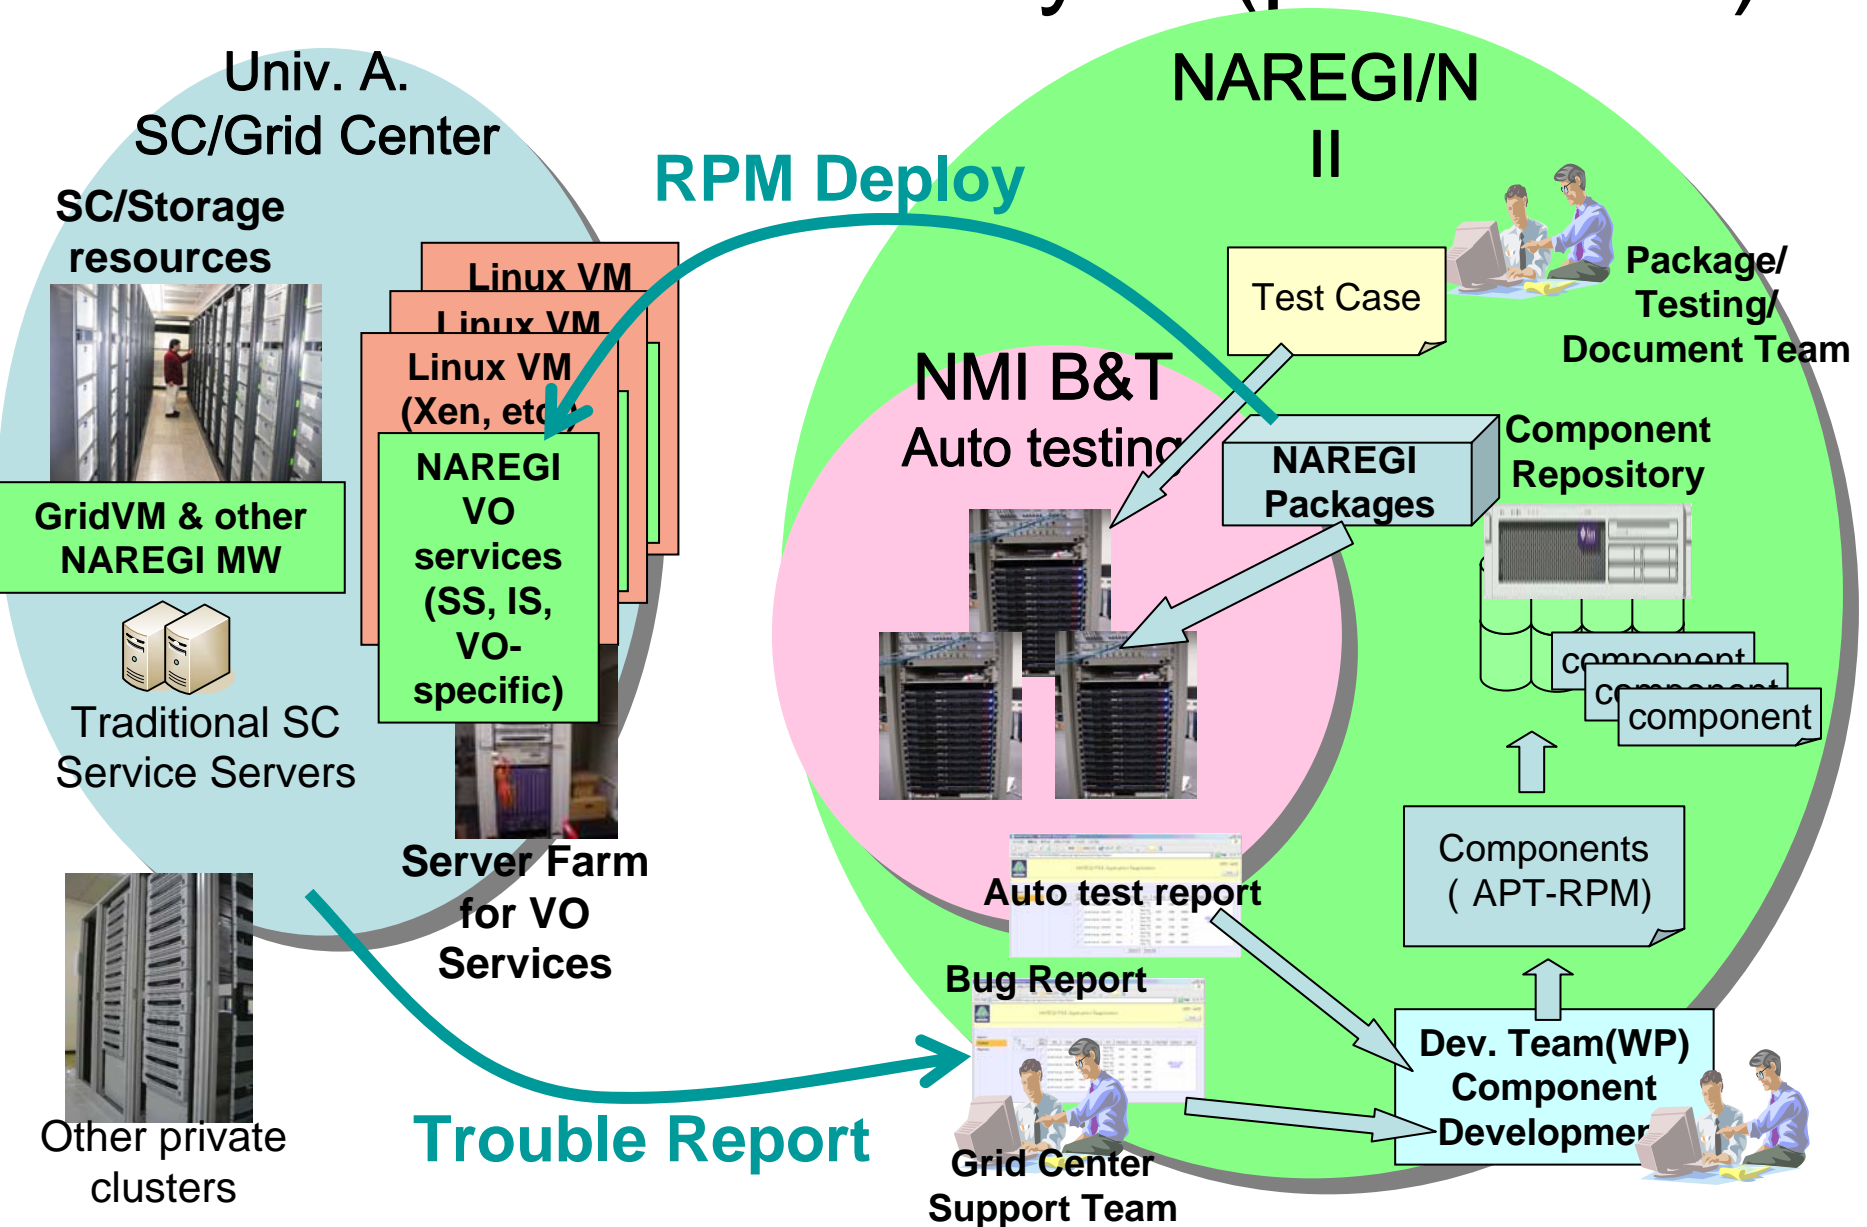 Univ. A.
SC/Grid Center
SC/Storage
resources
GridVM & other
NAREGI MW
Traditional SC
Service Servers
Other private
clusters
Linux VM
Linux VM
Linux VM
(Xen, etc.)
NAREGI
VO
services
(SS, IS,
VO-
specific)
Server Farm
for VO
Services
RPM Deploy
Trouble Report
NAREGI/N
II
Test Case
Package/
Testing/
Document Team
NMI B&T
Auto testing
NAREGI
Packages
Component
Repository
component
component
component
Components
( APT-RPM)
Auto test report
Bug Report
Dev. Team(WP)
Component
Development
Grid Center
Support Team